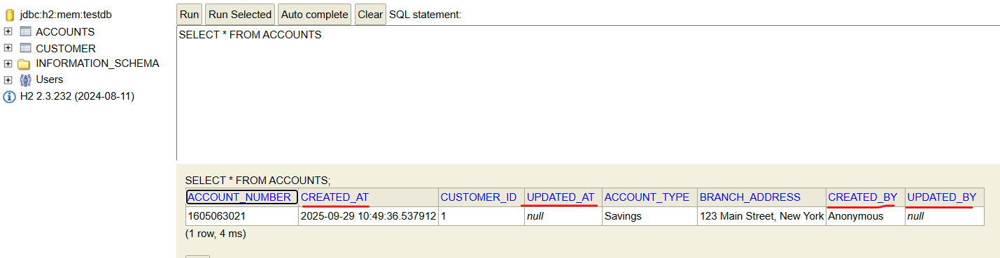 jdbc:h2:mem:testdb
ACCOUNTS
CUSTOMER
INFORMATION_SCHEMA
Users
H2 2.3.232 (2024-08-11)
Run Run Selected Auto complete Clear SQL statement:
SELECT * FROM ACCOUNTS
SELECT * FROM ACCOUNTS;
ACCOUNT_NUMBER CREATED_AT CUSTOMER_ID UPDATED_AT ACCOUNT_TYPE BRANCH_ADDRESS CREATED_BY UPDATED_BY
1605063021 2025-09-29 10:49:36.537912 1 null Savings 123 Main Street, New York Anonymous null
(1 row, 4 ms)